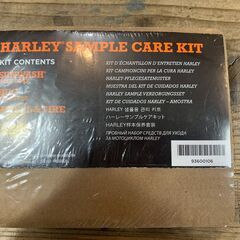 HARLEY SAMPLE CARE KIT
KIT CONTENTS
KIT D'ÉCHANTILLON D'ENTRETIEN HARLEY
KIT CAMPIONCINI PER LA CURA HARLEY
HARLEY-PFLEGESATZMUSTER
MUESTRA DEL KIT DE CUIDADOS HARLEY
HARLEY SAMPLE VERZORGINGSSET
KIT DE CUIDADOS HARLEY – AMOSTRA
HARLEY 샘플용 관리 키트
ハーレーサンプルケアキット
HARLEY样本保养套装
ПРОБНЫЙ НАБОР СРЕДСТВ ДЛЯ УХОДА
ЗА МОТОЦИКЛОМ HARLEY
93600106